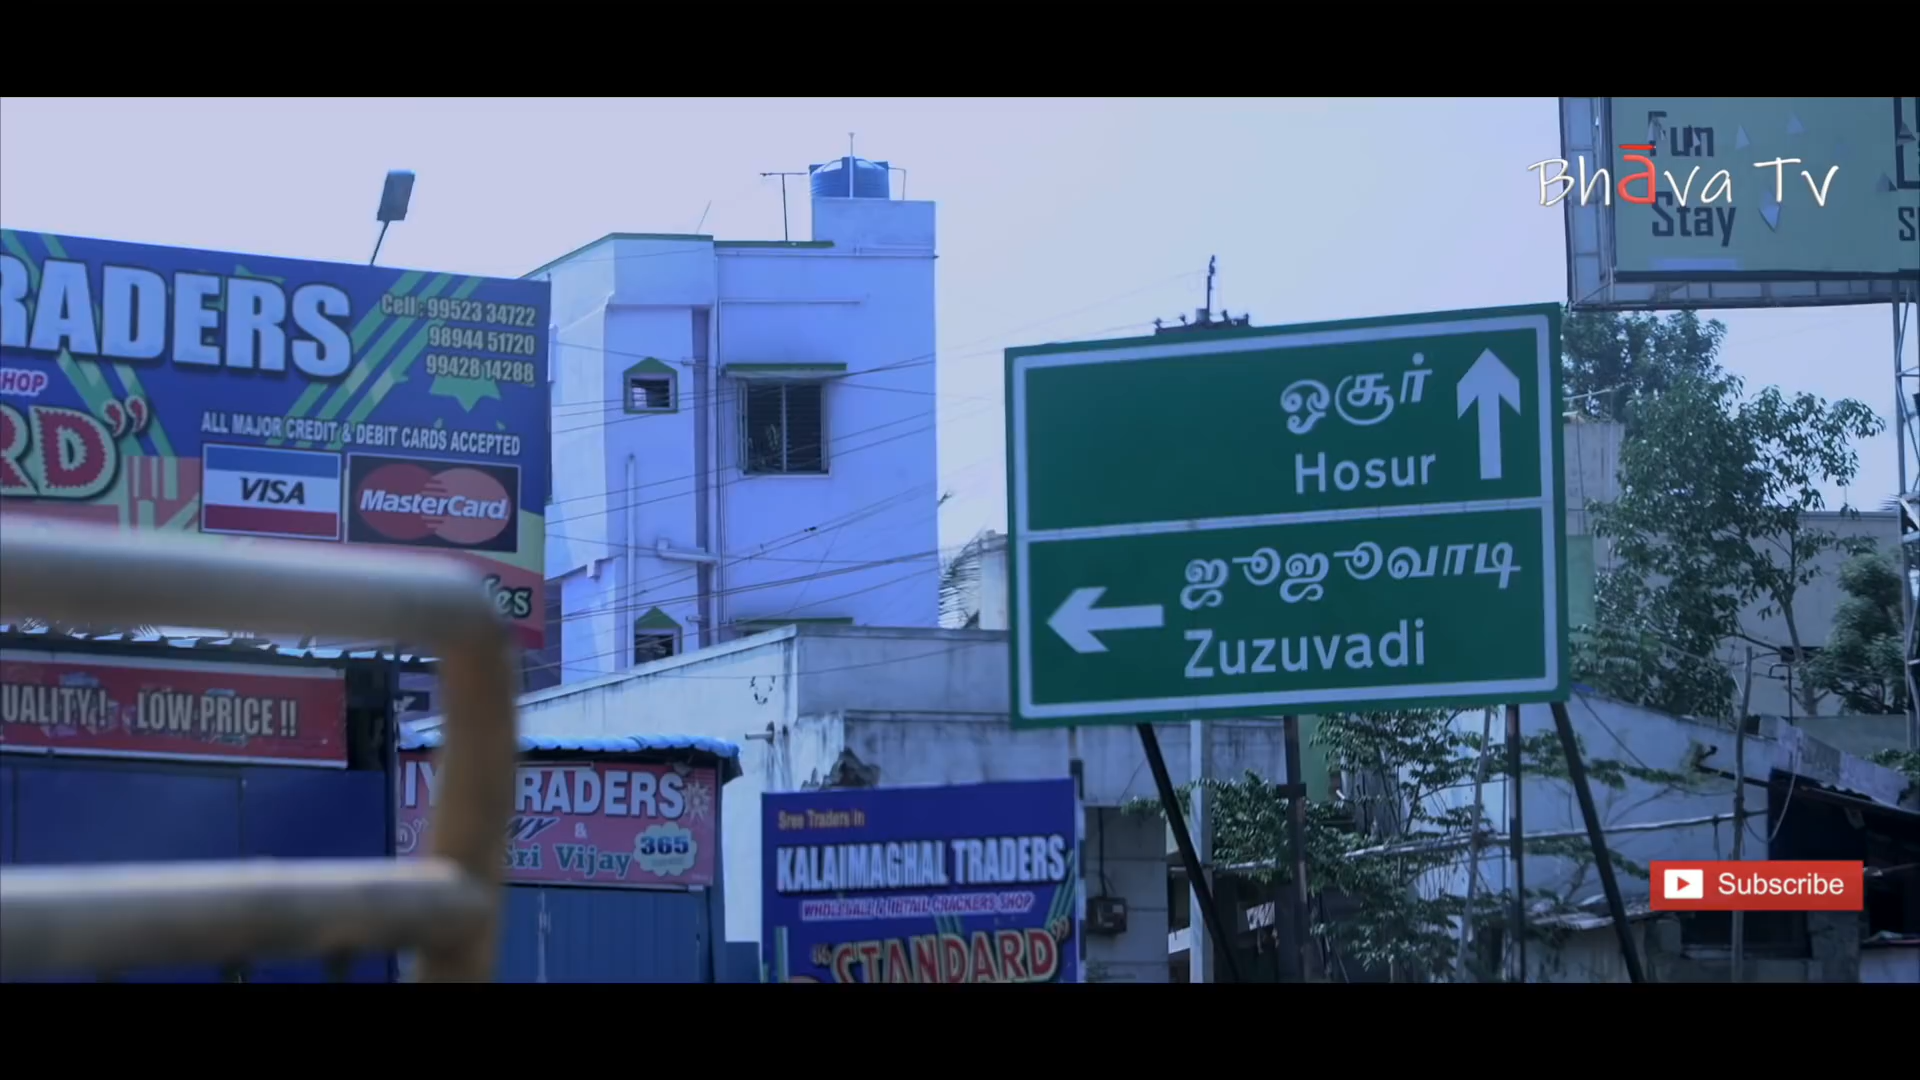 Fun
Stay
Bhāva Tv
RADERS
Cell : 99523 34722
98944 51720
99428 14288
HOP
RD"
ALL MAJOR CREDIT & DEBIT CARDS ACCEPTED
VISA
MasterCard
ஓசூர்
Hosur
ஜூஜூவாடி
Zuzuvadi
UALITY! LOW PRICE !!
RADERS
NY &
Sri Vijay 365
Sree Traders In
KALAIMAGHAL TRADERS
WHOLESALE & RETAIL CRACKERS SHOP
"STANDARD"
Subscribe